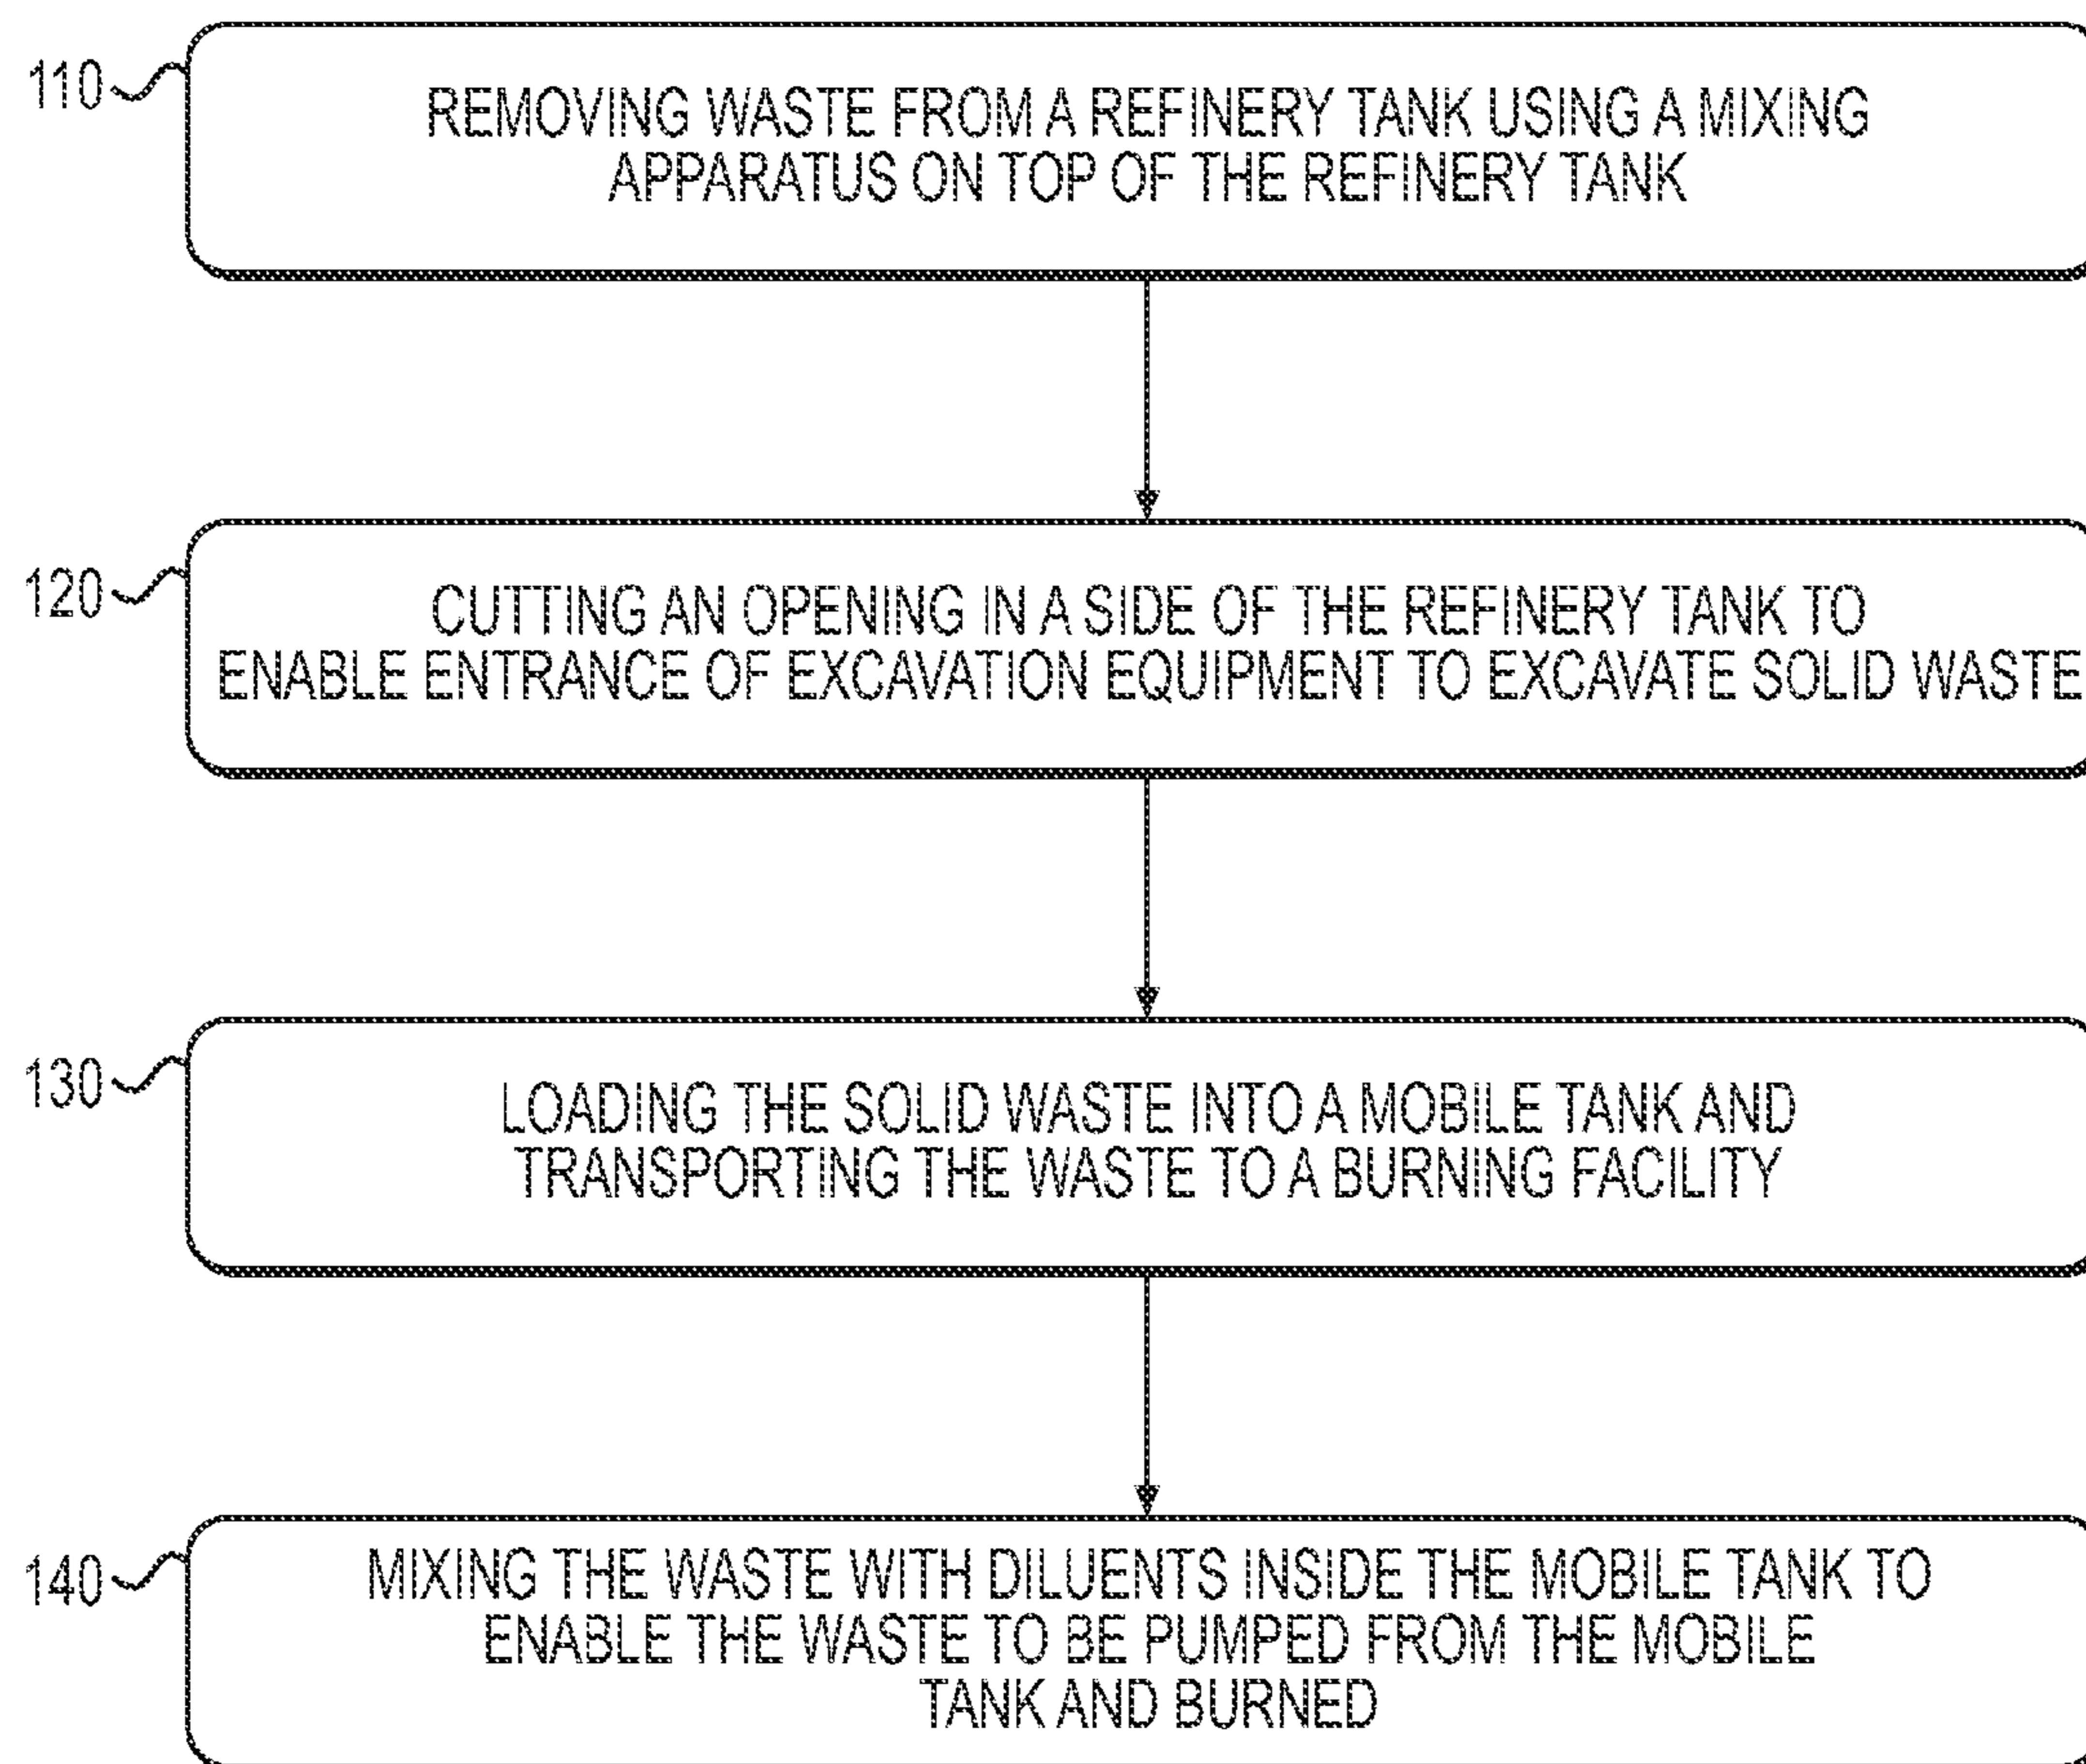 110
REMOVING WASTE FROM A REFINERY TANK USING A MIXING
APPARATUS ON TOP OF THE REFINERY TANK
120
CUTTING AN OPENING IN A SIDE OF THE REFINERY TANK TO
ENABLE ENTRANCE OF EXCAVATION EQUIPMENT TO EXCAVATE SOLID WASTE
130
LOADING THE SOLID WASTE INTO A MOBILE TANK AND
TRANSPORTING THE WASTE TO A BURNING FACILITY
140
MIXING THE WASTE WITH DILUENTS INSIDE THE MOBILE TANK TO
ENABLE THE WASTE TO BE PUMPED FROM THE MOBILE
TANK AND BURNED